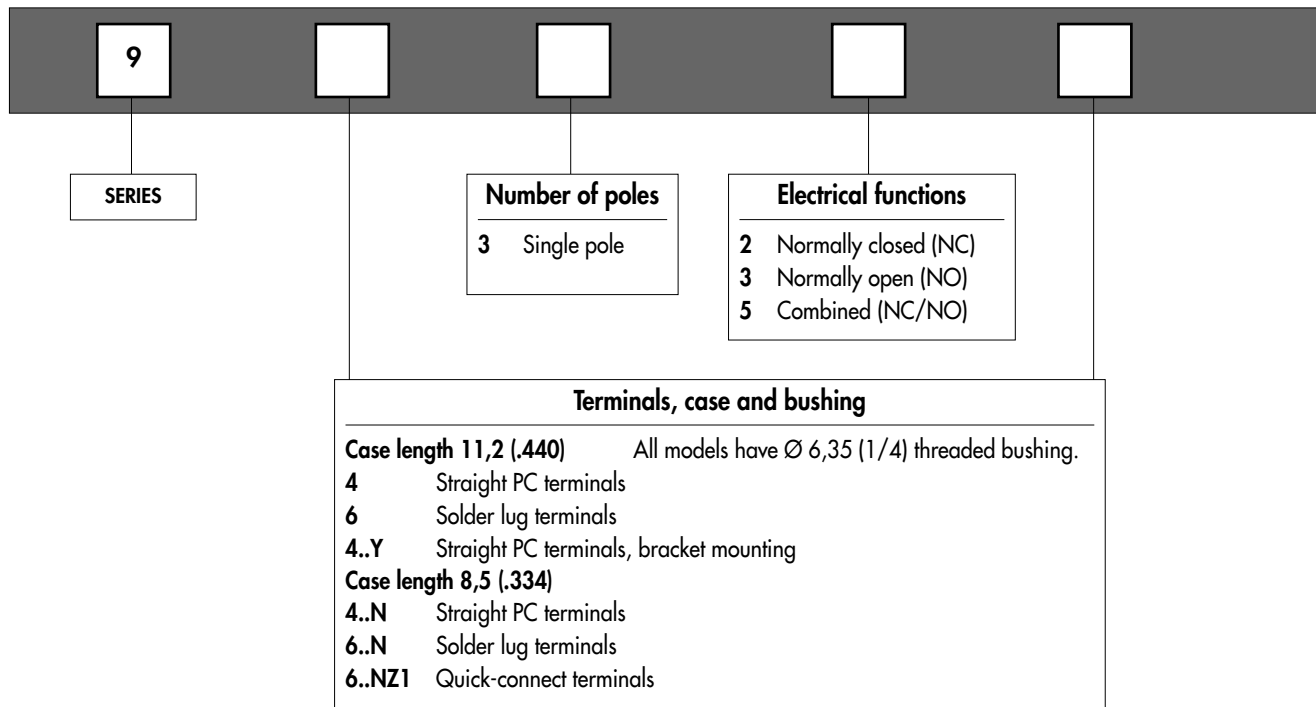 9
SERIES
Number of poles
3 Single pole
Electrical functions
2 Normally closed (NC)
3 Normally open (NO)
5 Combined (NC/NO)
Terminals, case and bushing
Case length 11,2 (.440) All models have Ø 6,35 (1/4) threaded bushing.
4 Straight PC terminals
6 Solder lug terminals
4..Y Straight PC terminals, bracket mounting
Case length 8,5 (.334)
4..N Straight PC terminals
6..N Solder lug terminals
6..NZ1 Quick-connect terminals